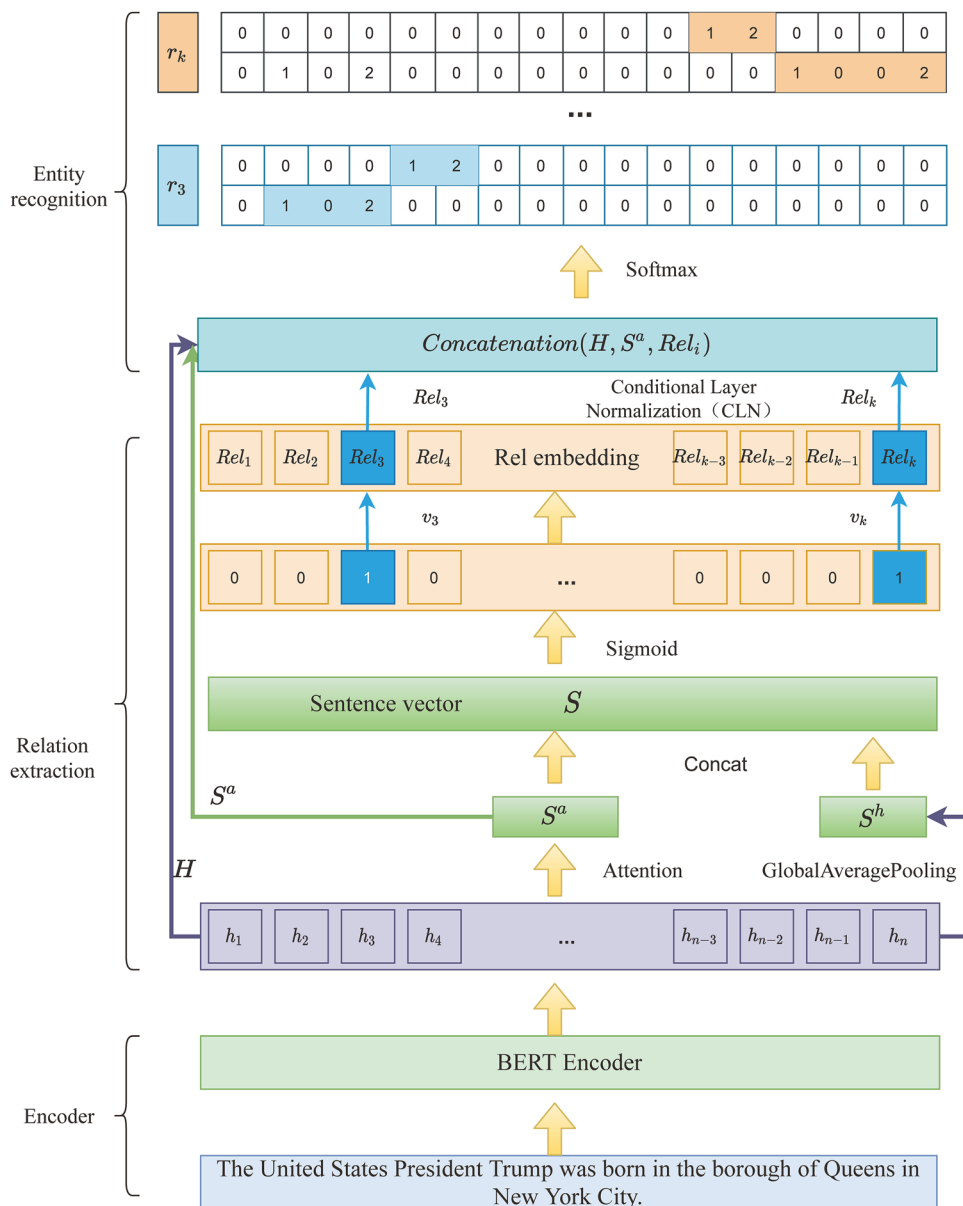 r_k
0 0 0 0 0 0 0 0 0 0 0 1 2 0 0 0 0
0 1 0 2 0 0 0 0 0 0 0 0 0 1 0 0 2
...
Entity
recognition
r_3
0 0 0 0 1 2 0 0 0 0 0 0 0 0 0 0 0
0 1 0 2 0 0 0 0 0 0 0 0 0 0 0 0 0
Softmax
Concatenation(H, S^a, Rel_i)
Rel_3
Conditional Layer
Normalization（CLN）
Rel_k
Rel_1 Rel_2 Rel_3 Rel_4 Rel embedding Rel_{k-3} Rel_{k-2} Rel_{k-1} Rel_k
v_3 v_k
0 0 1 0 ... 0 0 0 1
Sigmoid
Sentence vector S
Relation
extraction
Concat
S^a
S^a S^h
H
Attention GlobalAveragePooling
h_1 h_2 h_3 h_4 ... h_{n-3} h_{n-2} h_{n-1} h_n
BERT Encoder
Encoder
The United States President Trump was born in the borough of Queens in
New York City.